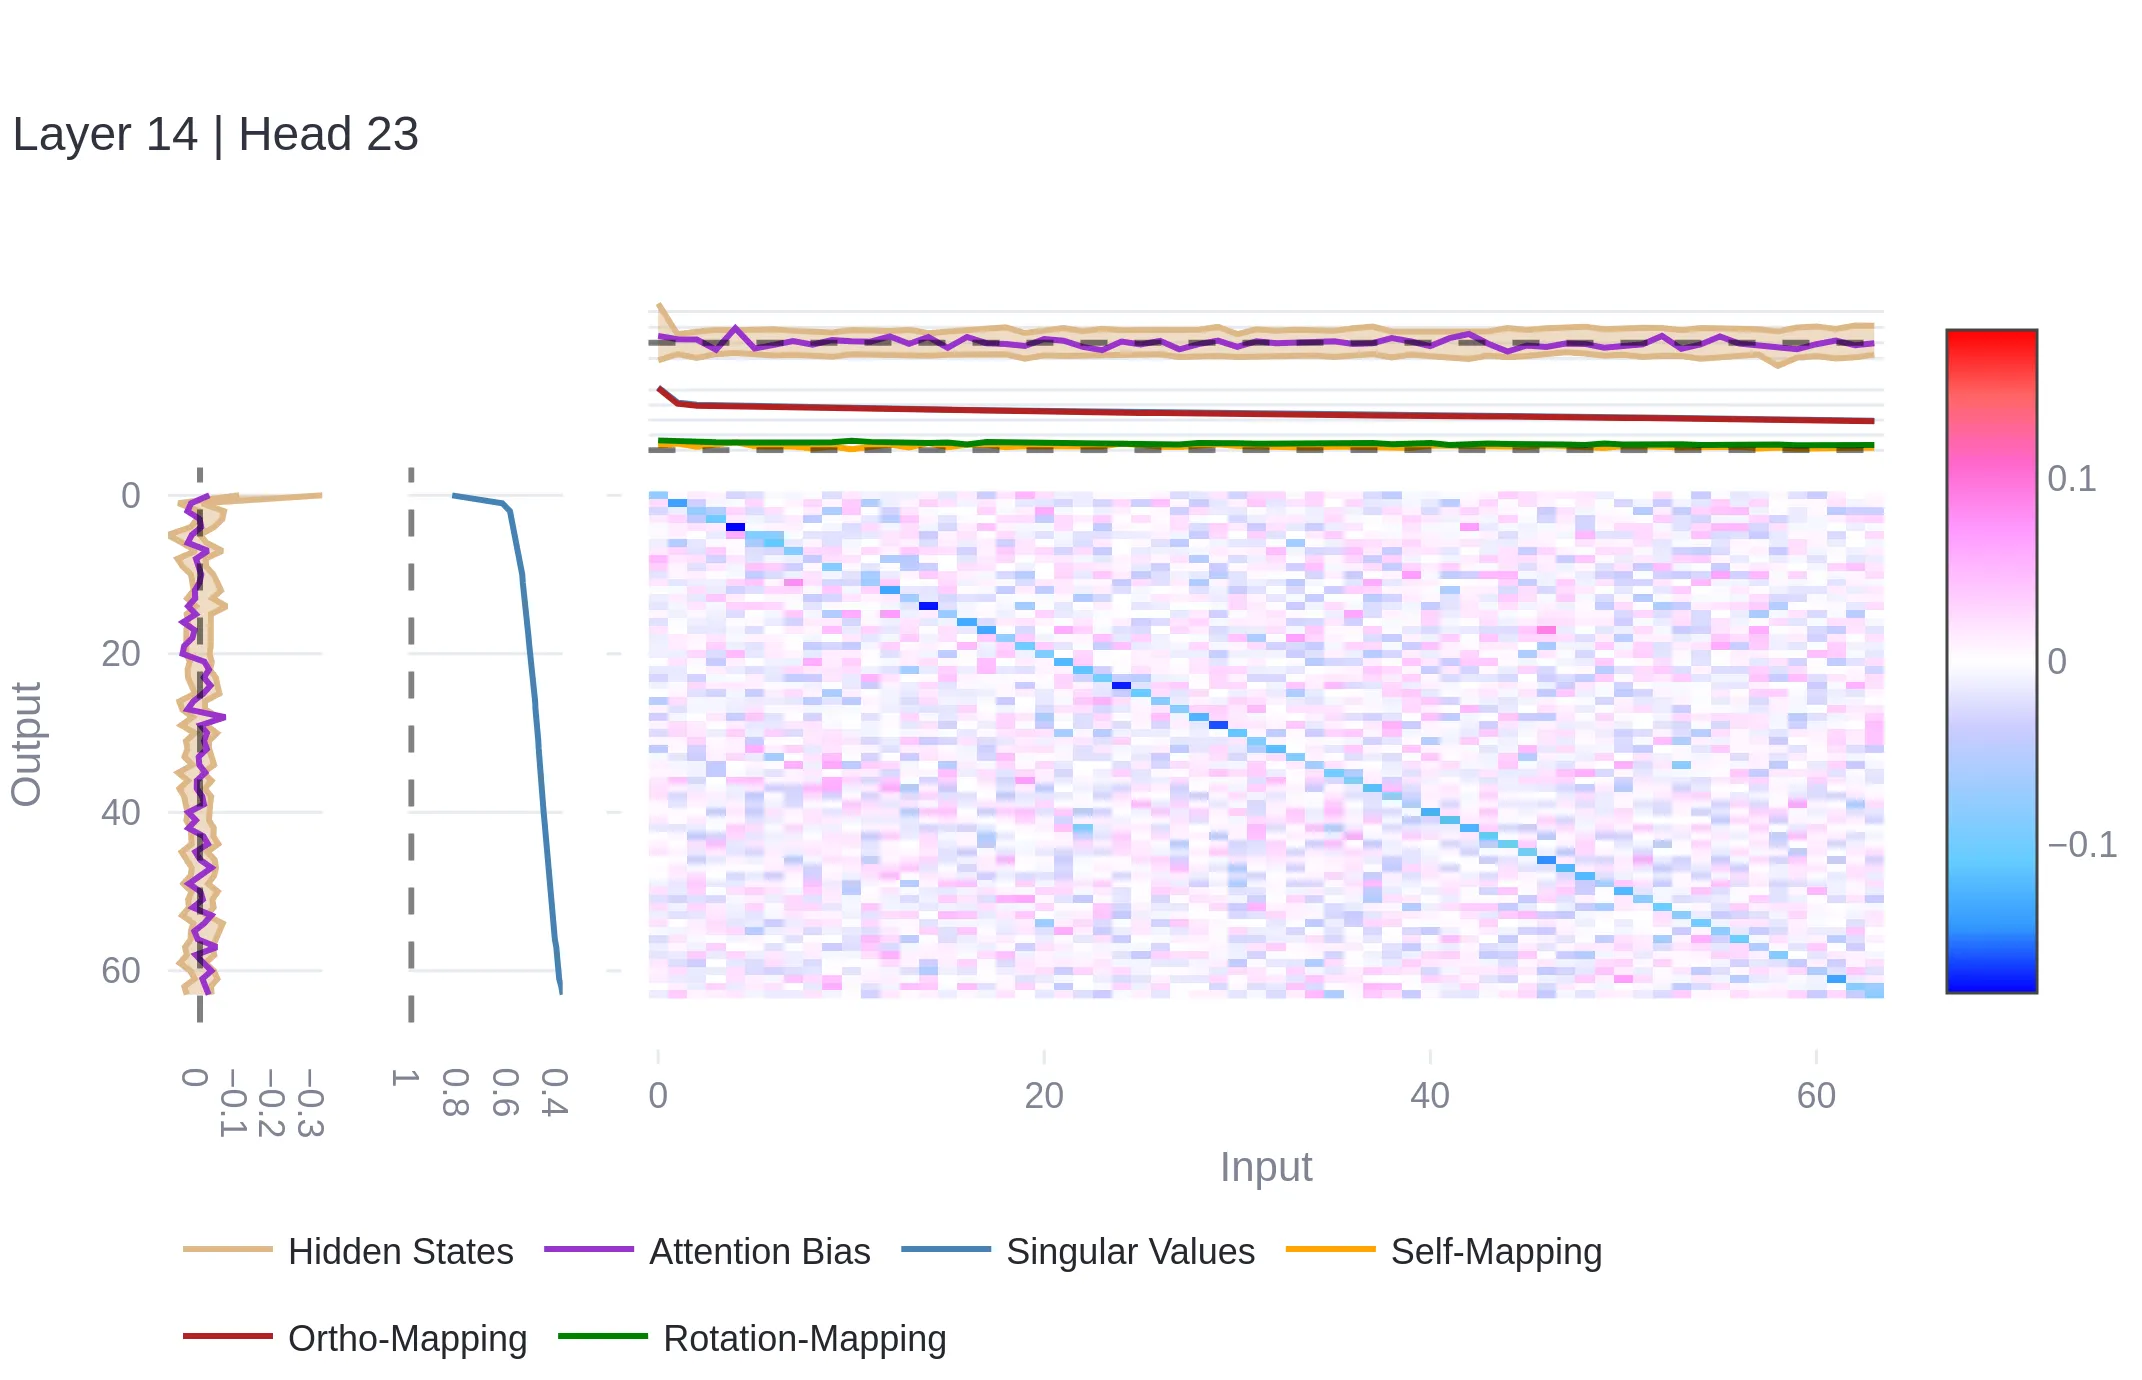 Layer 14 | Head 23
0
20
40
60
Output
0
−0.1
−0.2
−0.3
1
0.8
0.6
0.4
0
20
40
60
Input
0.1
0
−0.1
Hidden States
Attention Bias
Singular Values
Self-Mapping
Ortho-Mapping
Rotation-Mapping